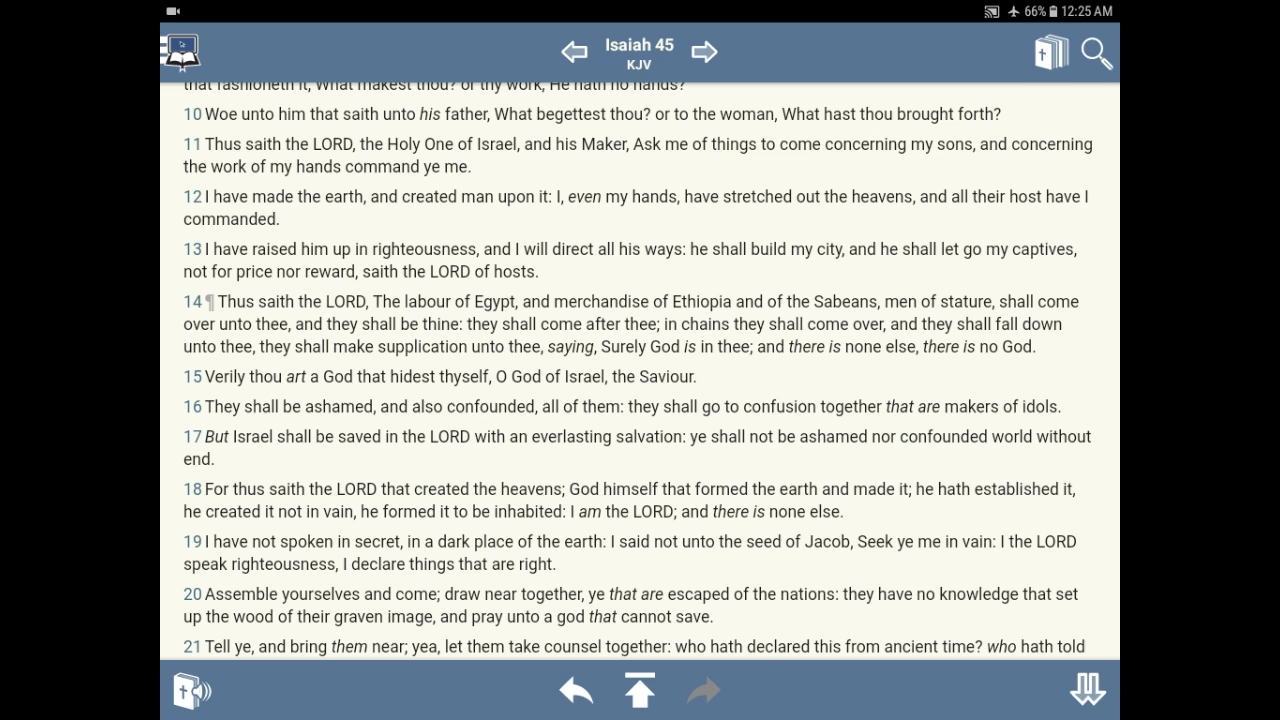 66% 12:25 AM
Isaiah 45
KJV
that fashioneth it, What makest thou? or thy work, He hath no hands?
10 Woe unto him that saith unto his father, What begettest thou? or to the woman, What hast thou brought forth?
11 Thus saith the LORD, the Holy One of Israel, and his Maker, Ask me of things to come concerning my sons, and concerning
the work of my hands command ye me.
12 I have made the earth, and created man upon it: I, even my hands, have stretched out the heavens, and all their host have I
commanded.
13 I have raised him up in righteousness, and I will direct all his ways: he shall build my city, and he shall let go my captives,
not for price nor reward, saith the LORD of hosts.
14 ¶ Thus saith the LORD, The labour of Egypt, and merchandise of Ethiopia and of the Sabeans, men of stature, shall come
over unto thee, and they shall be thine: they shall come after thee; in chains they shall come over, and they shall fall down
unto thee, they shall make supplication unto thee, saying, Surely God is in thee; and there is none else, there is no God.
15 Verily thou art a God that hidest thyself, O God of Israel, the Saviour.
16 They shall be ashamed, and also confounded, all of them: they shall go to confusion together that are makers of idols.
17 But Israel shall be saved in the LORD with an everlasting salvation: ye shall not be ashamed nor confounded world without
end.
18 For thus saith the LORD that created the heavens; God himself that formed the earth and made it; he hath established it,
he created it not in vain, he formed it to be inhabited: I am the LORD; and there is none else.
19 I have not spoken in secret, in a dark place of the earth: I said not unto the seed of Jacob, Seek ye me in vain: I the LORD
speak righteousness, I declare things that are right.
20 Assemble yourselves and come; draw near together, ye that are escaped of the nations: they have no knowledge that set
up the wood of their graven image, and pray unto a god that cannot save.
21 Tell ye, and bring them near; yea, let them take counsel together: who hath declared this from ancient time? who hath told